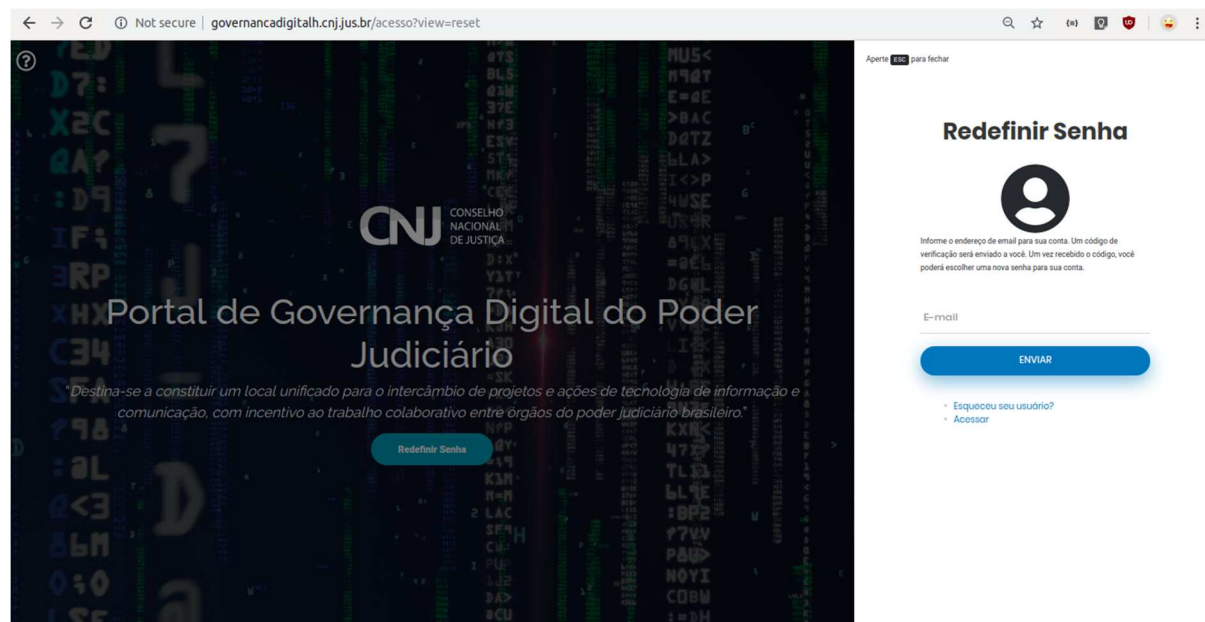 Not secure
governancadigitalh.cnj.jus.br/acesso?view=reset
Aperte ESC para fechar
CNJ
CONSELHO
NACIONAL
DE JUSTIÇA
Portal de Governança Digital do Poder
Judiciário
"Destina-se a constituir um local unificado para o intercâmbio de projetos e ações de tecnologia de informação e
comunicação, com incentivo ao trabalho colaborativo entre órgãos do poder judiciário brasileiro."
Redefinir Senha
Redefinir Senha
Informe o endereço de email para sua conta. Um código de
verificação será enviado a você. Um vez recebido o código, você
poderá escolher uma nova senha para sua conta.
E-mail
ENVIAR
Esqueceu seu usuário?
Acessar